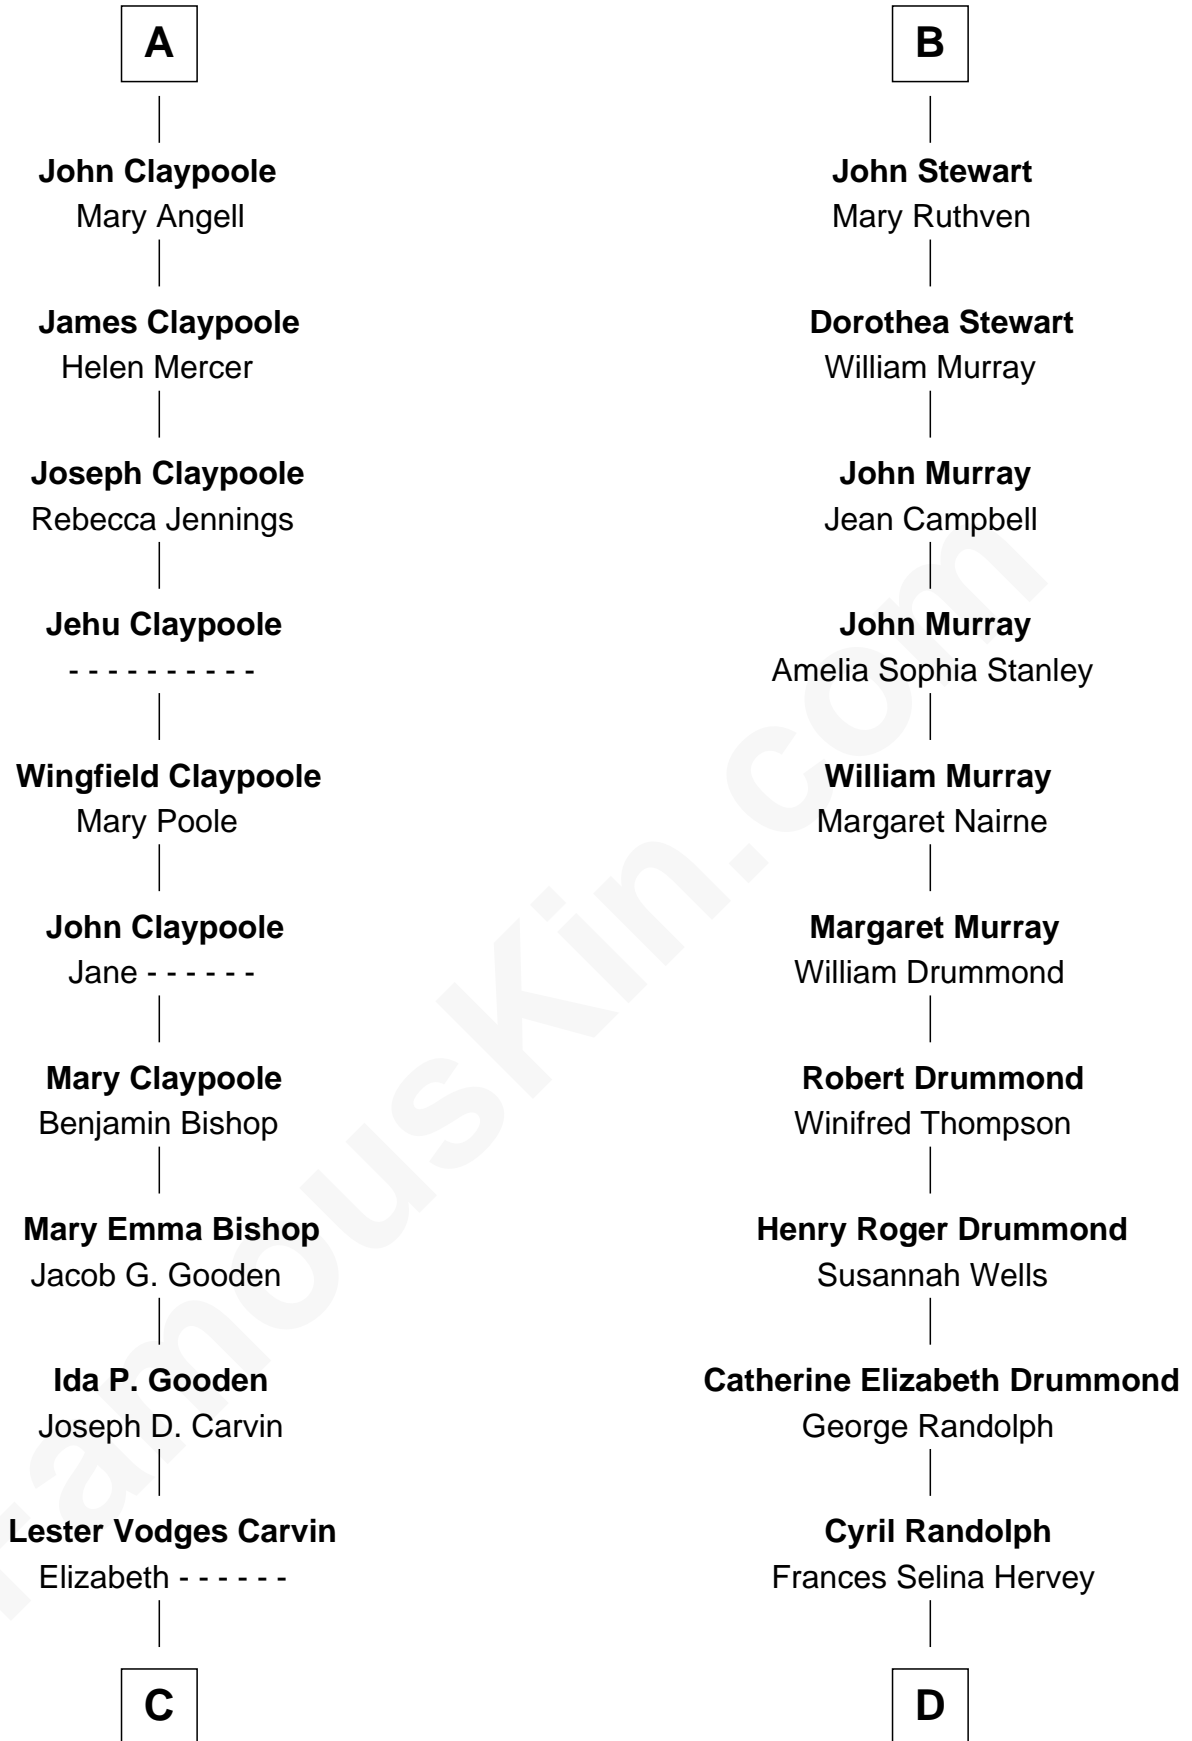 A
John Claypoole
Mary Angell
James Claypoole
Helen Mercer
Joseph Claypoole
Rebecca Jennings
Jehu Claypoole
- - - - - - - - - -
Wingfield Claypoole
Mary Poole
John Claypoole
Jane - - - - - -
Mary Claypoole
Benjamin Bishop
Mary Emma Bishop
Jacob G. Gooden
Ida P. Gooden
Joseph D. Carvin
Lester Vodges Carvin
Elizabeth - - - - - -
C
B
John Stewart
Mary Ruthven
Dorothea Stewart
William Murray
John Murray
Jean Campbell
John Murray
Amelia Sophia Stanley
William Murray
Margaret Nairne
Margaret Murray
William Drummond
Robert Drummond
Winifred Thompson
Henry Roger Drummond
Susannah Wells
Catherine Elizabeth Drummond
George Randolph
Cyril Randolph
Frances Selina Hervey
D
FamousKin.com